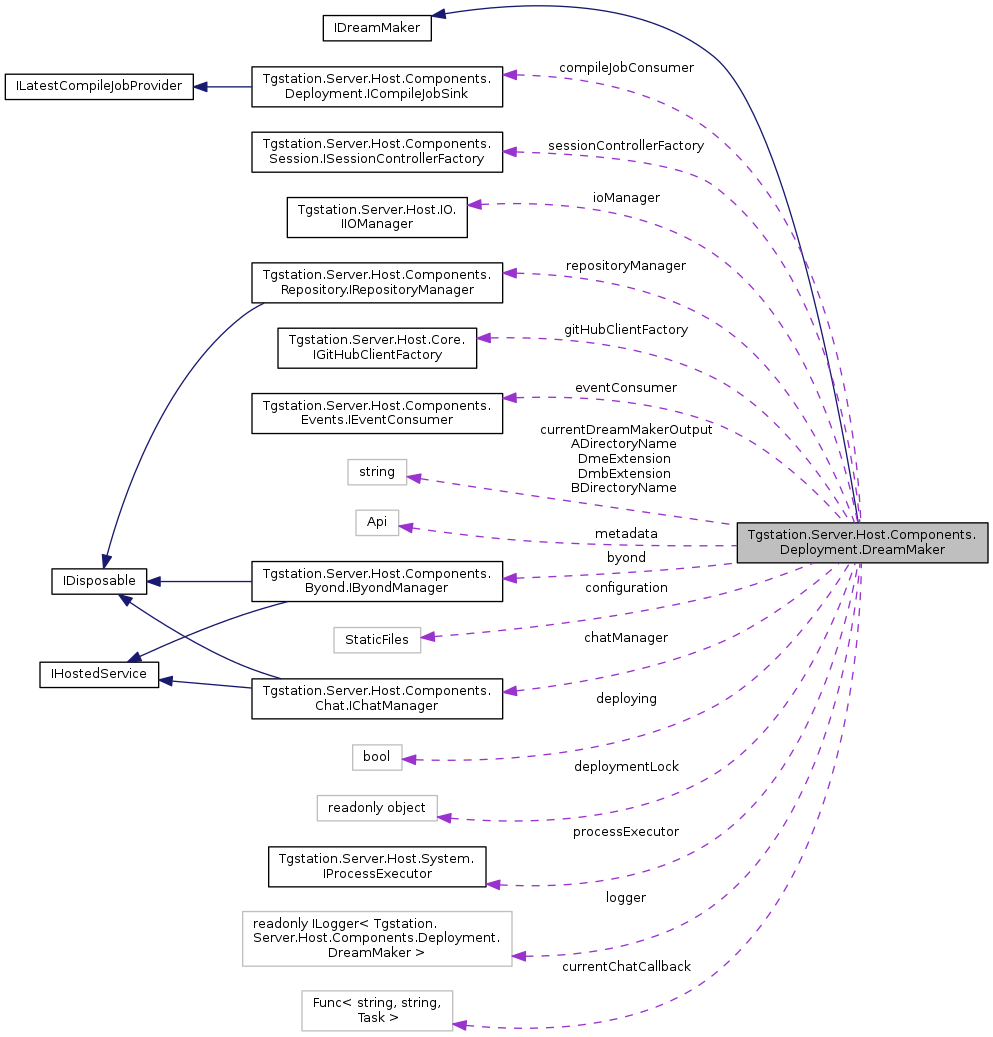 IDreamMaker
compileJobConsumer
ILatestCompileJobProvider
Tgstation.Server.Host.Components.
Deployment.ICompileJobSink
sessionControllerFactory
Tgstation.Server.Host.Components.
Session.ISessionControllerFactory
ioManager
Tgstation.Server.Host.IO.
IIOManager
repositoryManager
Tgstation.Server.Host.Components.
Repository.IRepositoryManager
gitHubClientFactory
Tgstation.Server.Host.Core.
IGitHubClientFactory
eventConsumer
Tgstation.Server.Host.Components.
Events.IEventConsumer
currentDreamMakerOutput
ADirectoryName
DmeExtension
DmbExtension
BDirectoryName
string
Api
metadata
Tgstation.Server.Host.Components.
Deployment.DreamMaker
byond
IDisposable
Tgstation.Server.Host.Components.
Byond.IByondManager
configuration
StaticFiles
chatManager
IHostedService
Tgstation.Server.Host.Components.
Chat.IChatManager
deploying
bool
deploymentLock
readonly object
processExecutor
Tgstation.Server.Host.System.
IProcessExecutor
logger
readonly ILogger< Tgstation.
Server.Host.Components.Deployment.
DreamMaker >
currentChatCallback
Func< string, string,
Task >